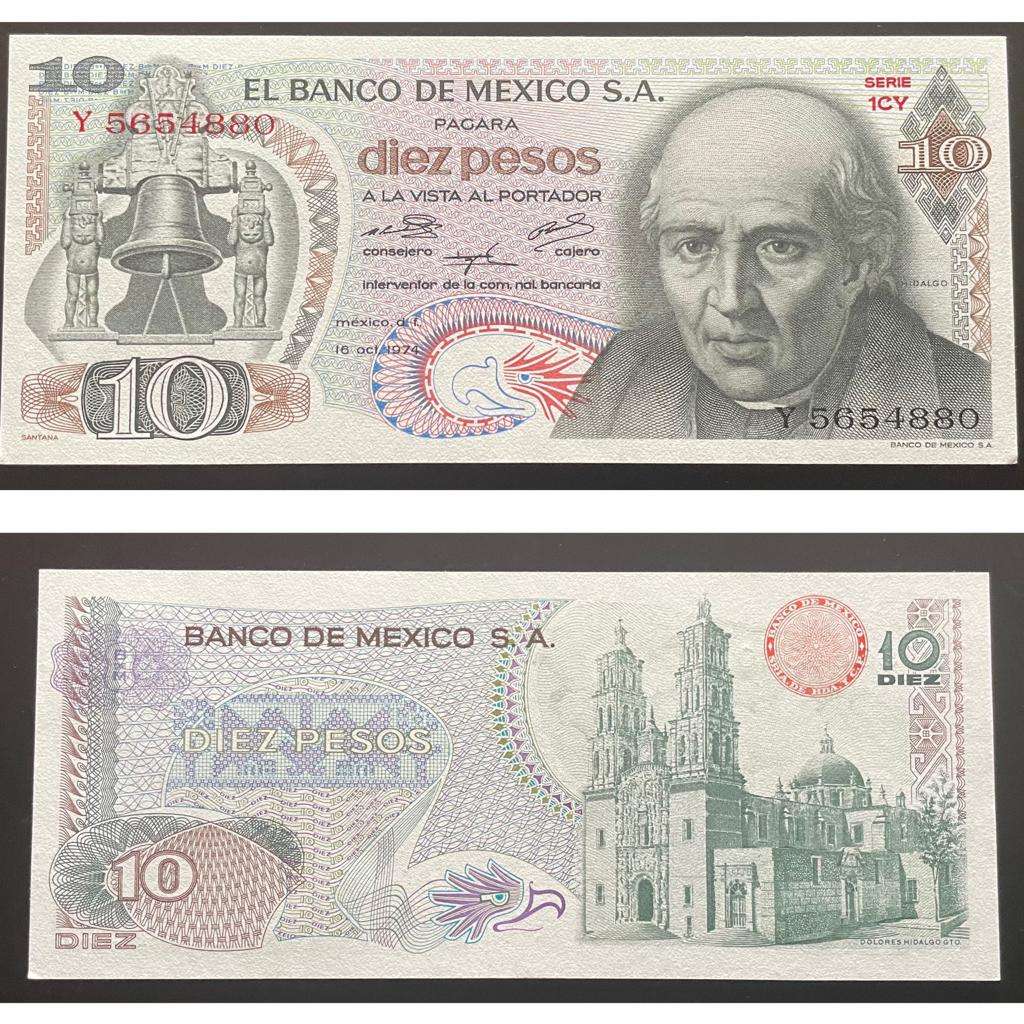 10
EL BANCO DE MEXICO S.A.
SERIE
1CY
Y 5654880
PAGARA
10
diez pesos
A LA VISTA AL PORTADOR
consejero
cajero
HIDALGO
interventor de la com. nal. bancaria
méxico, d. f.
16 oct. 1974
10
Y 5654880
SANTANA
BANCO DE MEXICO S A.
BANCO DE MEXICO S.A.
BANCO DE MEXICO
SRIA. DE HDA. Y C. P.
10
DIEZ
DIEZ PESOS
10
DIEZ
DOLORES HIDALGO GTO.